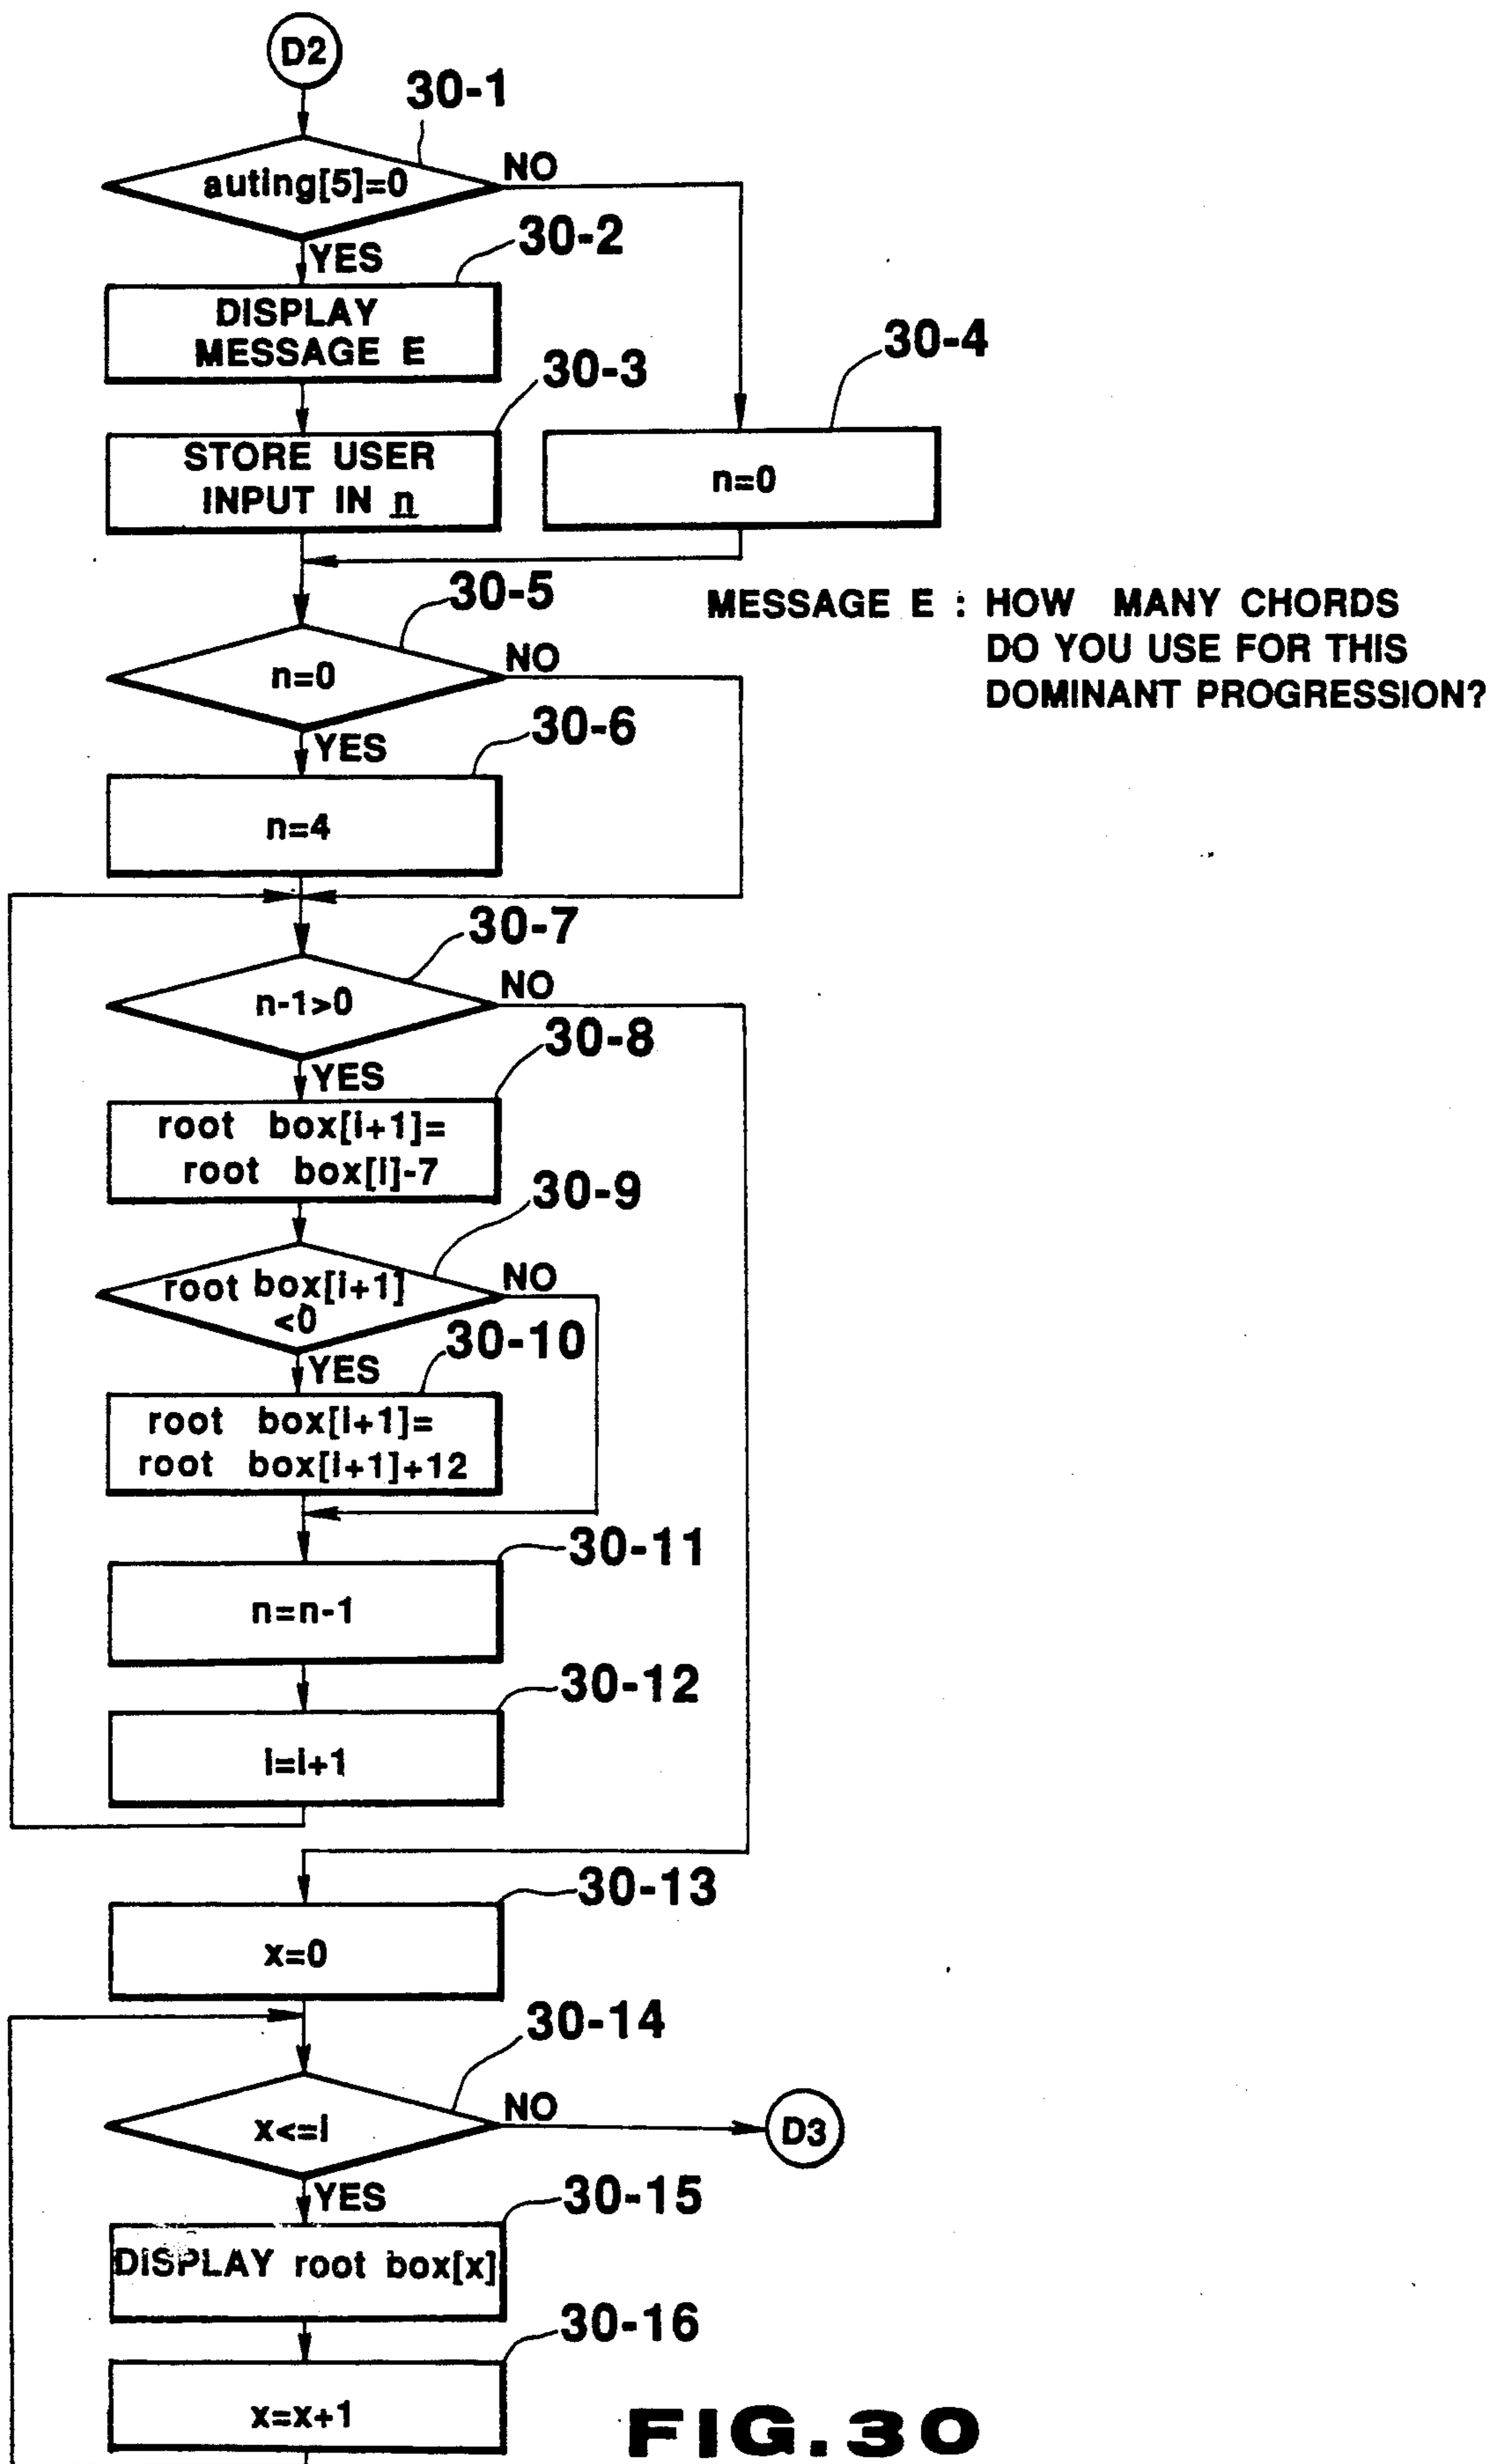 D2
30-1
auting[5]=0
NO
YES
30-2
DISPLAY
MESSAGE E
30-3
STORE USER
INPUT IN n
30-4
n=0
30-5
n=0
NO
YES
MESSAGE E : HOW MANY CHORDS
DO YOU USE FOR THIS
DOMINANT PROGRESSION?
30-6
n=4
30-7
n-1>0
NO
YES
30-8
root box[i+1]=
root box[i]-7
30-9
root box[i+1]
<0
NO
YES
30-10
root box[i+1]=
root box[i+1]+12
30-11
n=n-1
30-12
i=i+1
30-13
x=0
30-14
x<=i
NO
D3
YES
30-15
DISPLAY root box[x]
30-16
x=x+1
FIG.30